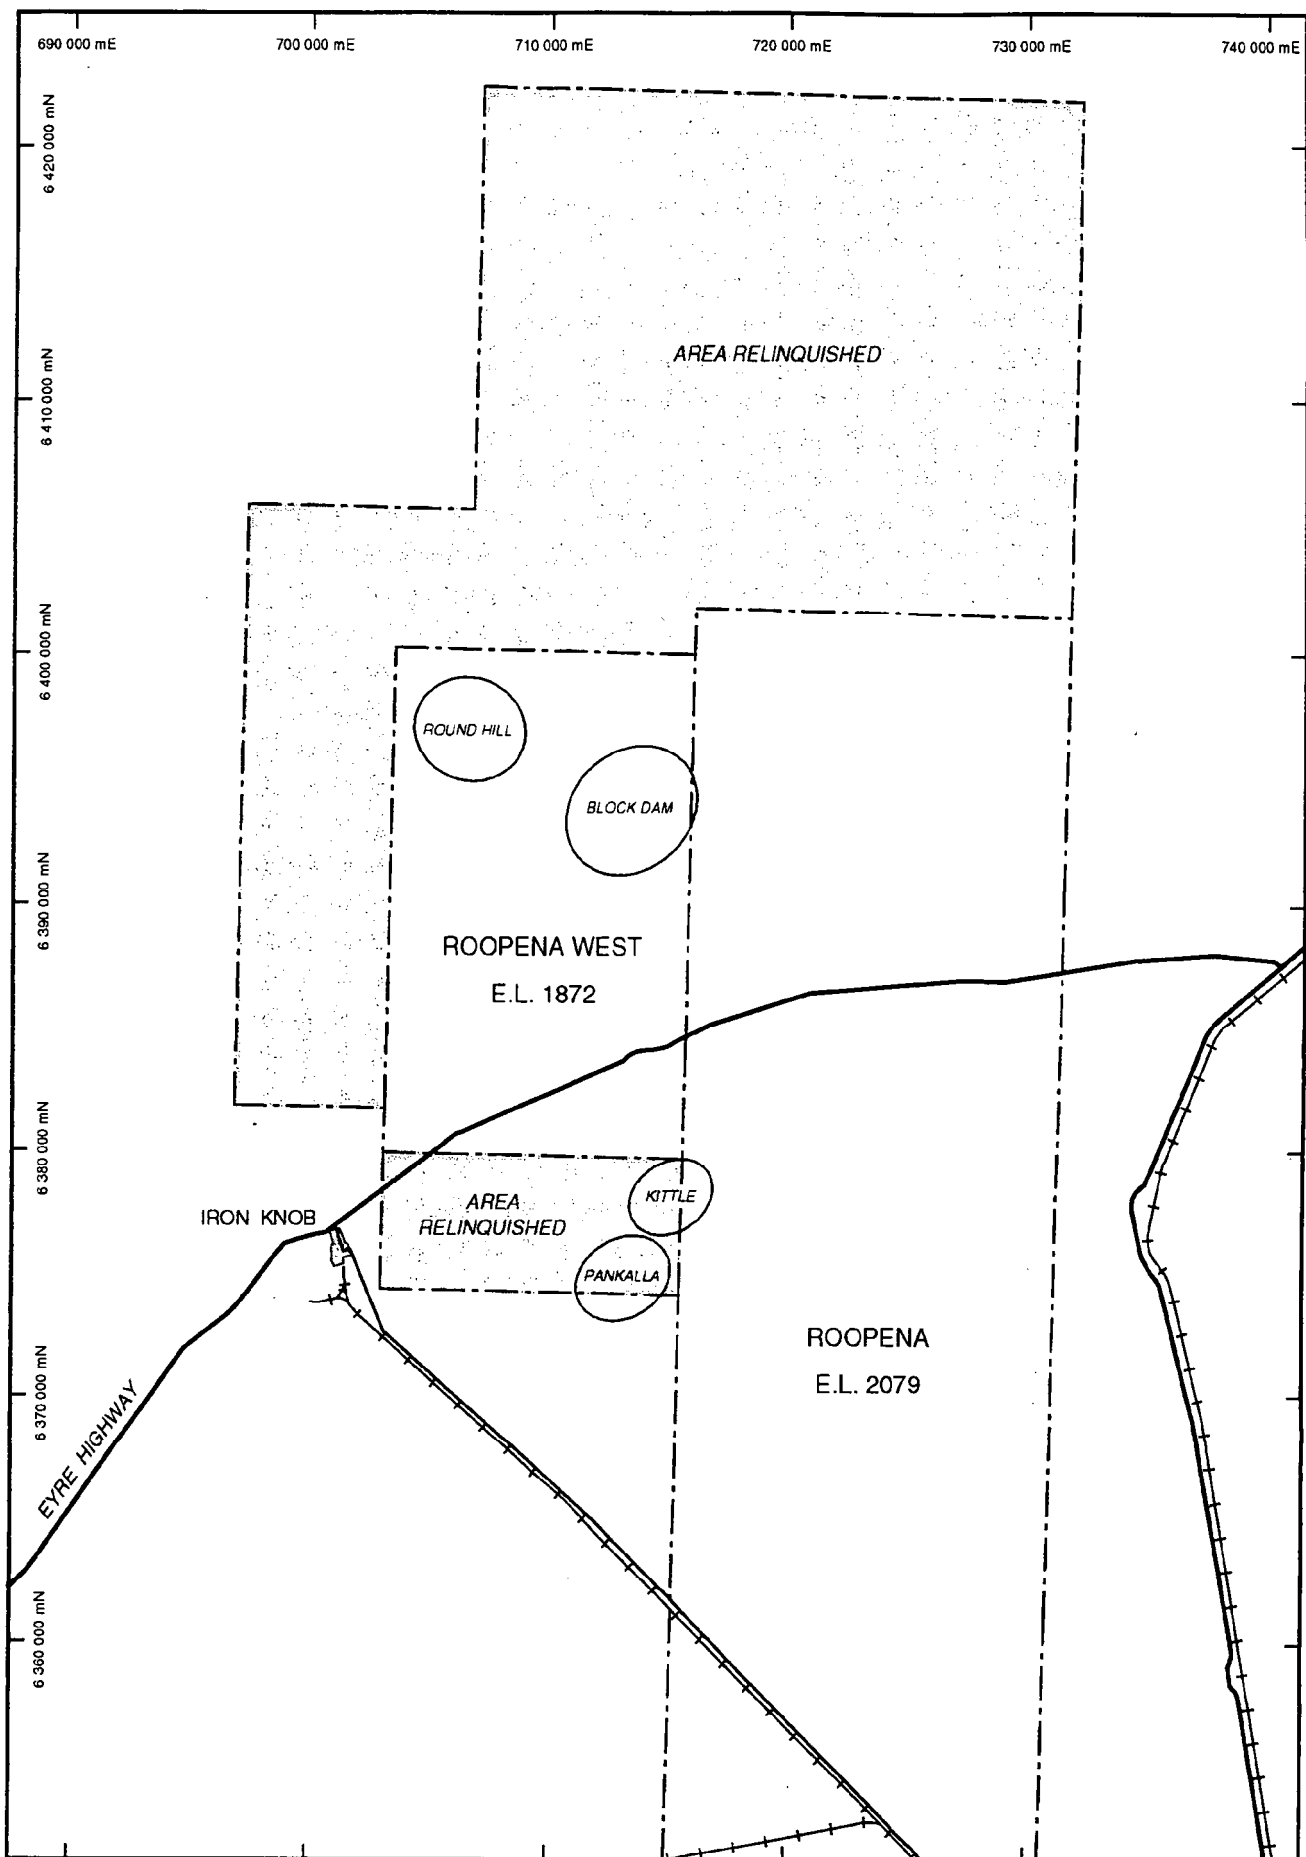 690 000 mE
700 000 mE
710 000 mE
720 000 mE
730 000 mE
740 000 mE
6 420 000 mN
AREA RELINQUISHED
6 410 000 mN
6 400 000 mN
ROUND HILL
BLOCK DAM
6 390 000 mN
ROOPENA WEST
E.L. 1872
6 380 000 mN
KITTLE
AREA
RELINQUISHED
IRON KNOB
PANKALLA
ROOPENA
E.L. 2079
6 370 000 mN
EYRE HIGHWAY
6 360 000 mN